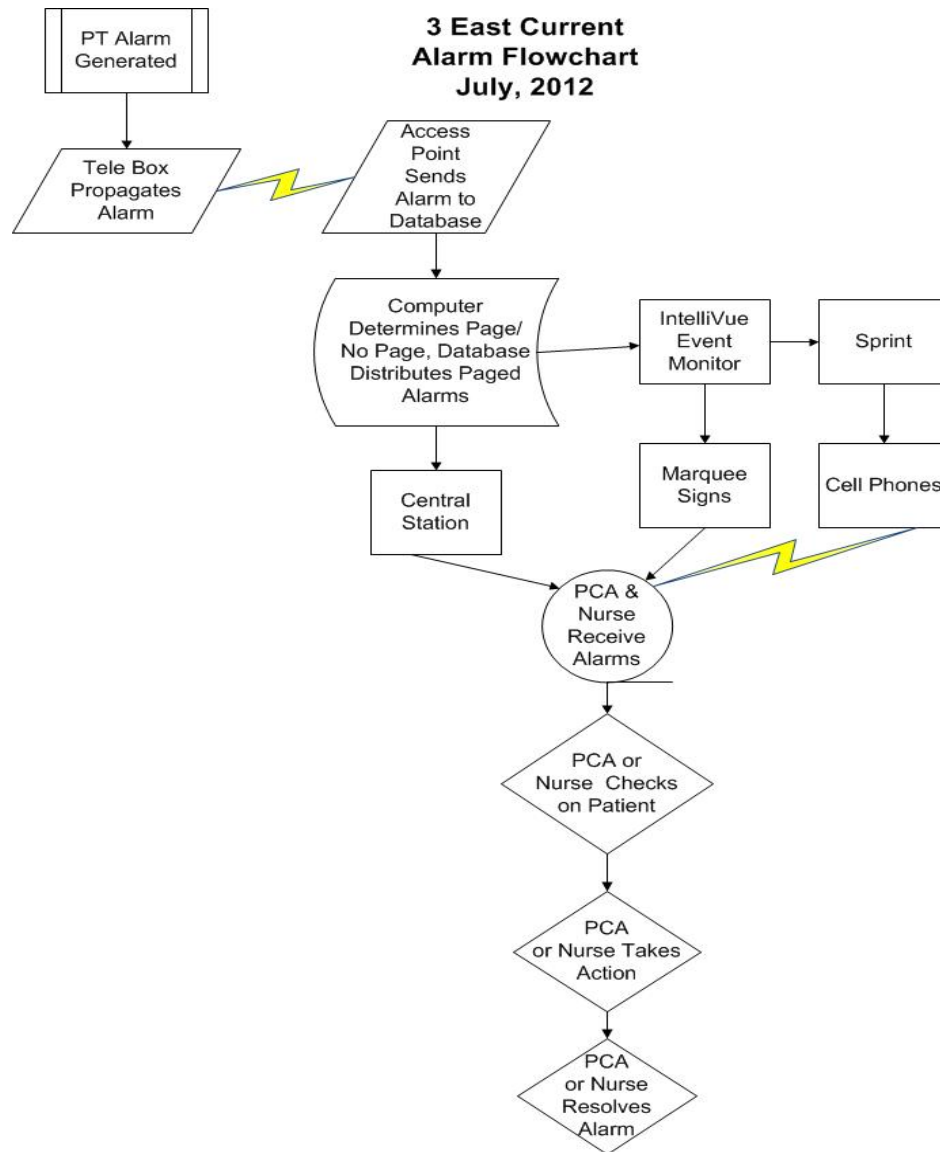 PT Alarm
Generated
3 East Current
Alarm Flowchart
July, 2012
Tele Box
Propagates
Alarm
Access
Point
Sends
Alarm to
Database
Computer
Determines Page/
No Page, Database
Distributes Paged
Alarms
IntelliVue
Event
Monitor
Sprint
Central
Station
Marquee
Signs
Cell Phones
PCA &
Nurse
Receive
Alarms
PCA or
Nurse Checks
on Patient
PCA
or Nurse Takes
Action
PCA
or Nurse
Resolves
Alarm